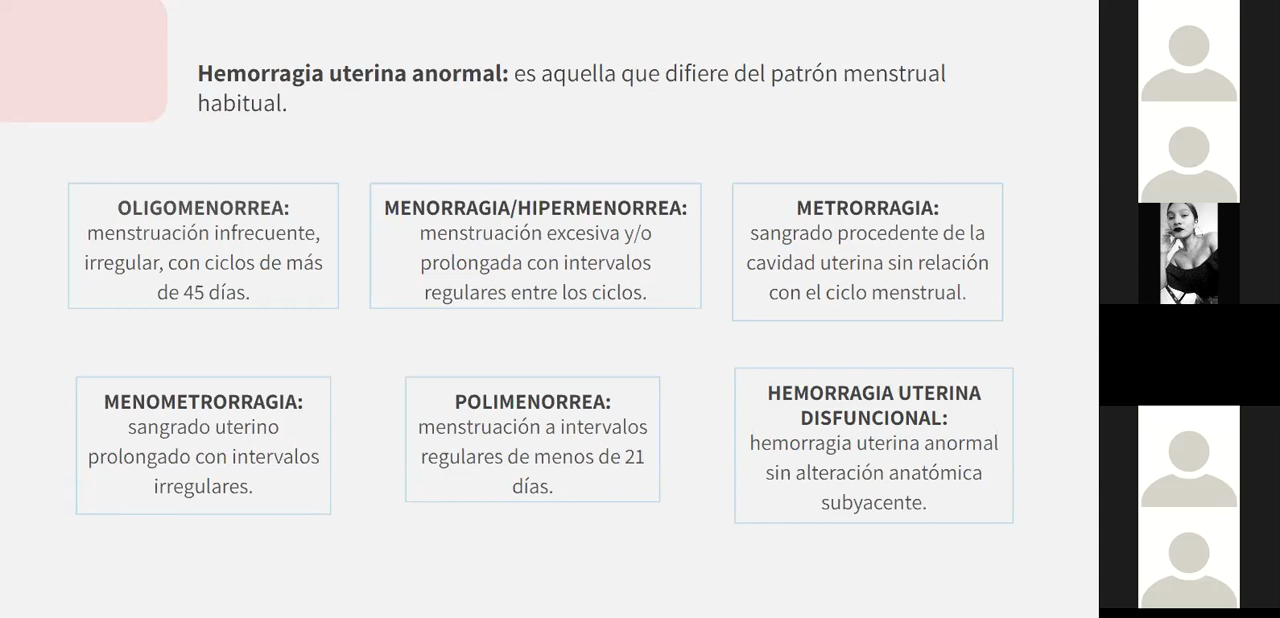 Hemorragia uterina anormal: es aquella que difiere del patrón menstrual
habitual.
OLIGOMENORREA:
menstruación infrecuente,
irregular, con ciclos de más
de 45 días.
MENORRAGIA/HIPERMENORREA:
menstruación excesiva y/o
prolongada con intervalos
regulares entre los ciclos.
METRORRAGIA:
sangrado procedente de la
cavidad uterina sin relación
con el ciclo menstrual.
MENOMETRORRAGIA:
sangrado uterino
prolongado con intervalos
irregulares.
POLIMENORREA:
menstruación a intervalos
regulares de menos de 21
días.
HEMORRAGIA UTERINA
DISFUNCIONAL:
hemorragia uterina anormal
sin alteración anatómica
subyacente.